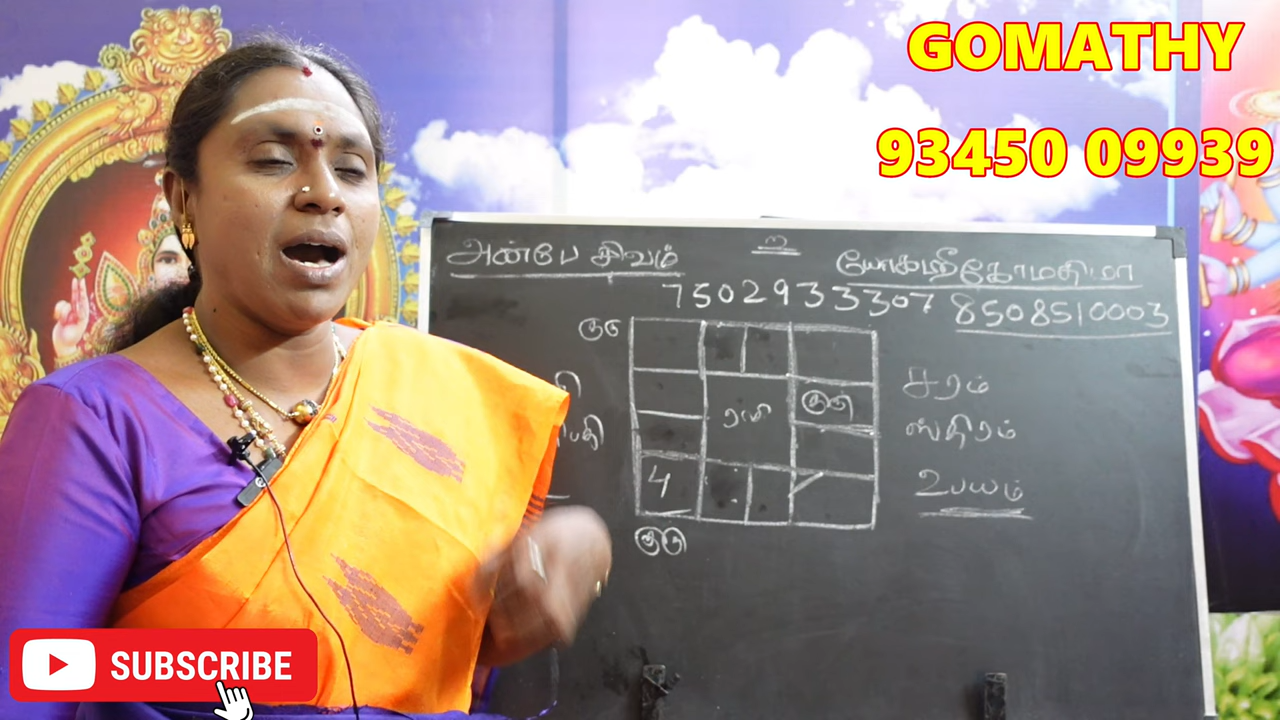 GOMATHY
93450 09939
அன்பே சிவம்
யோகஸ்ரீகோமதிமா
7502933307 8508510003
குரு
ராசி
குரு
சரம்
ஸ்திரம்
உபயம்
4
குரு
SUBSCRIBE